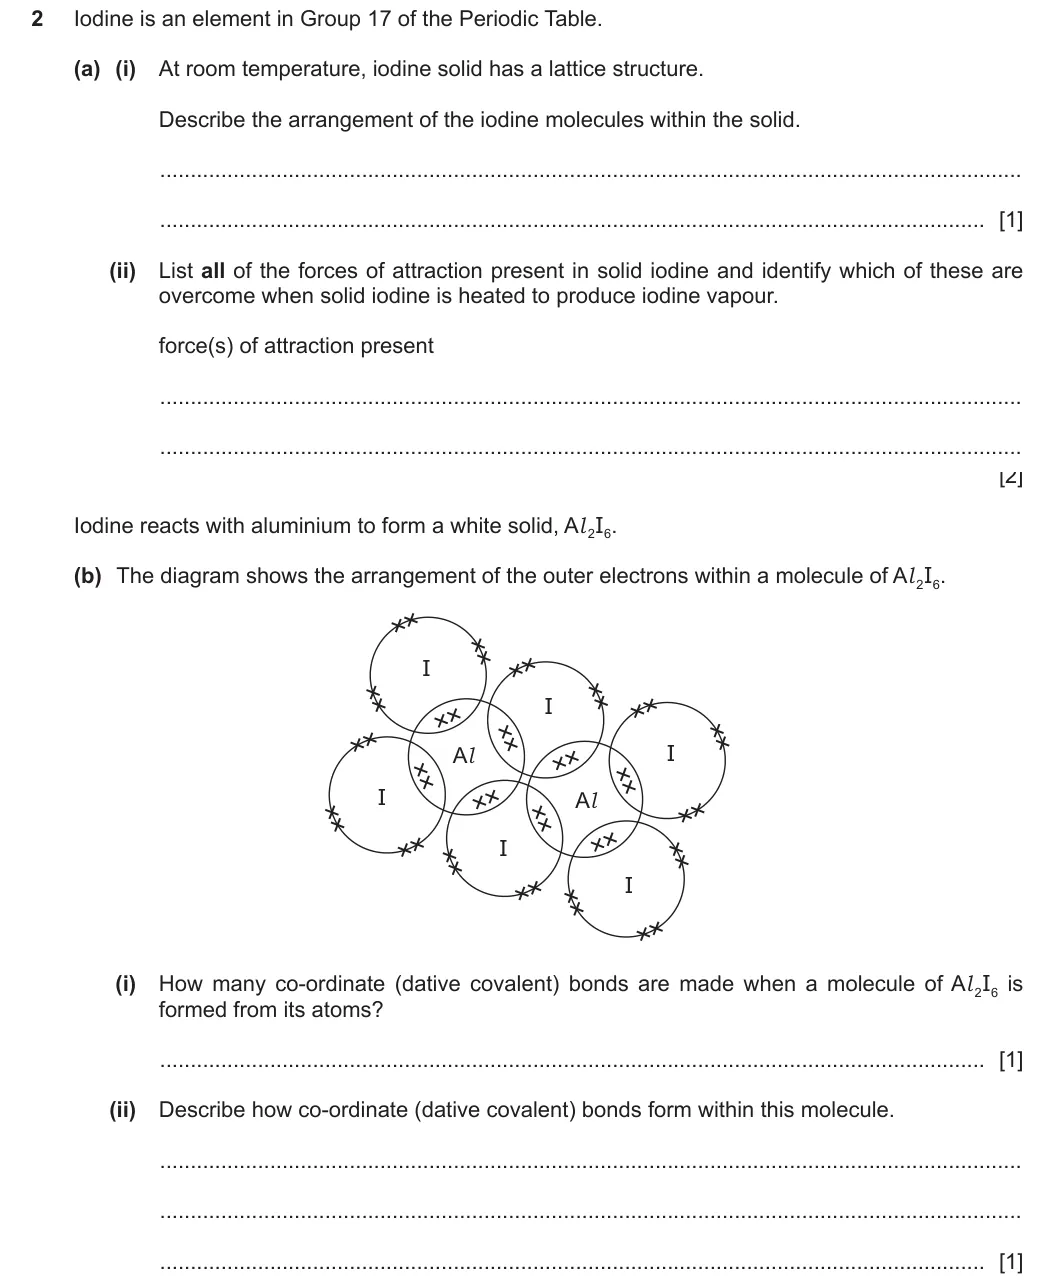 2 Iodine is an element in Group 17 of the Periodic Table.
(a) (i) At room temperature, iodine solid has a lattice structure.
Describe the arrangement of the iodine molecules within the solid.
................................................................................................................................................
.......................................................................................................................................... [1]
(ii) List all of the forces of attraction present in solid iodine and identify which of these are
overcome when solid iodine is heated to produce iodine vapour.
force(s) of attraction present
................................................................................................................................................
................................................................................................................................................
[2]
Iodine reacts with aluminium to form a white solid, Al₂I₆.
(b) The diagram shows the arrangement of the outer electrons within a molecule of Al₂I₆.
I
I
I
Al
I
Al
I
I
(i) How many co-ordinate (dative covalent) bonds are made when a molecule of Al₂I₆ is
formed from its atoms?
.......................................................................................................................................... [1]
(ii) Describe how co-ordinate (dative covalent) bonds form within this molecule.
................................................................................................................................................
................................................................................................................................................
.......................................................................................................................................... [1]